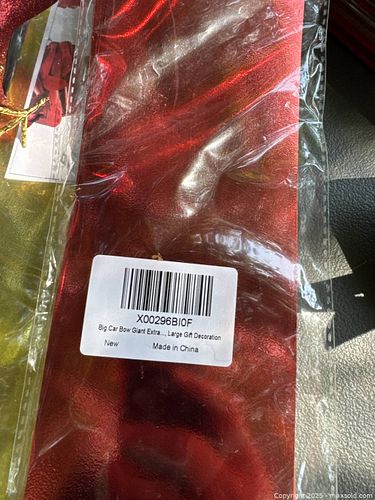 X00296BI0F
Big Car Bow Giant Extra..., Large Gift Decoration
New
Made in China
Copyright 2025 - maxsold.com